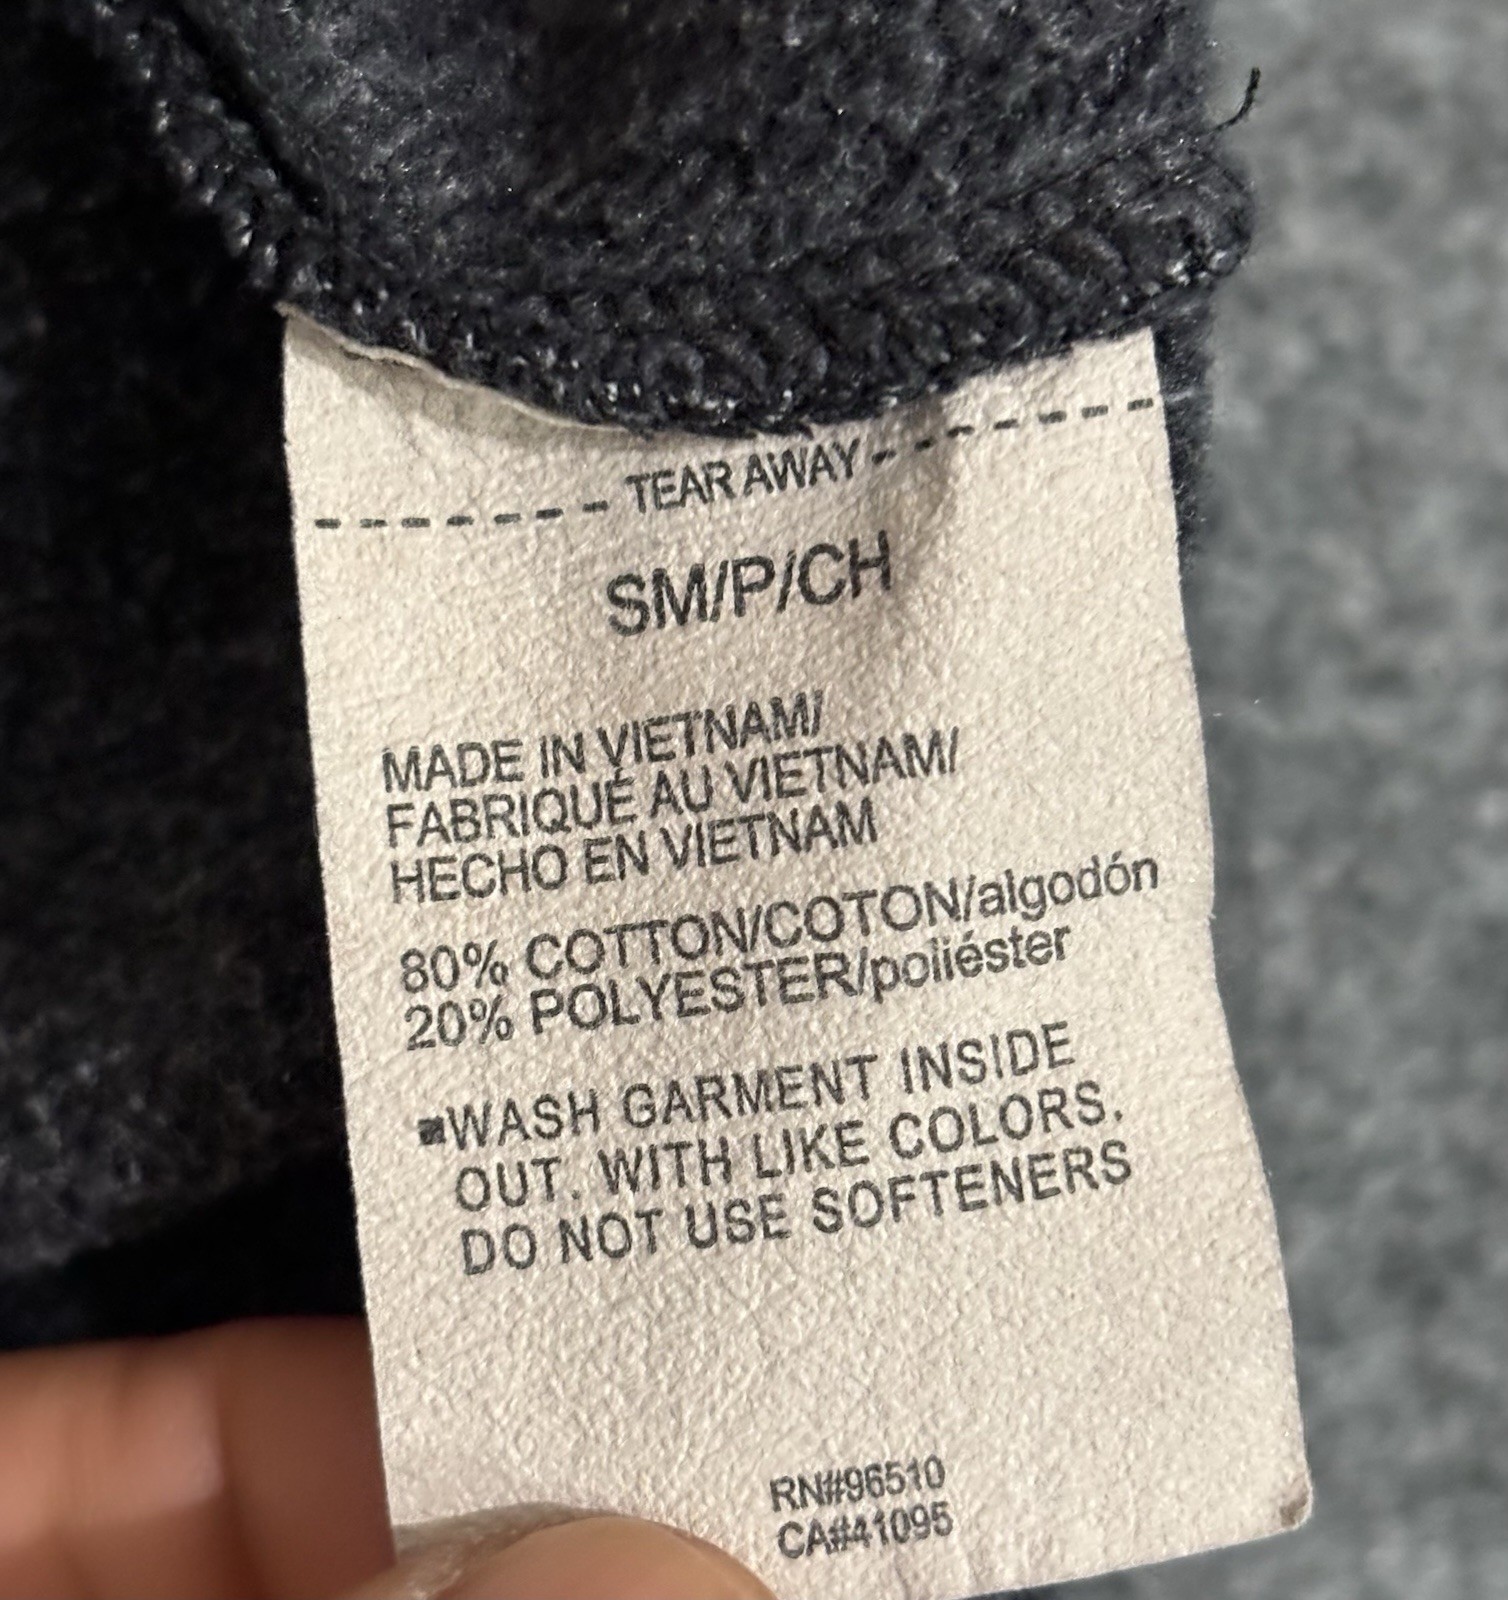 TEAR AWAY
SM/P/CH
MADE IN VIETNAM/
FABRIQUÉ AU VIETNAM/
HECHO EN VIETNAM
80% COTTON/COTON/algodón
20% POLYESTER/poliéster
▪WASH GARMENT INSIDE
OUT. WITH LIKE COLORS.
DO NOT USE SOFTENERS
RN#96510
CA#41095